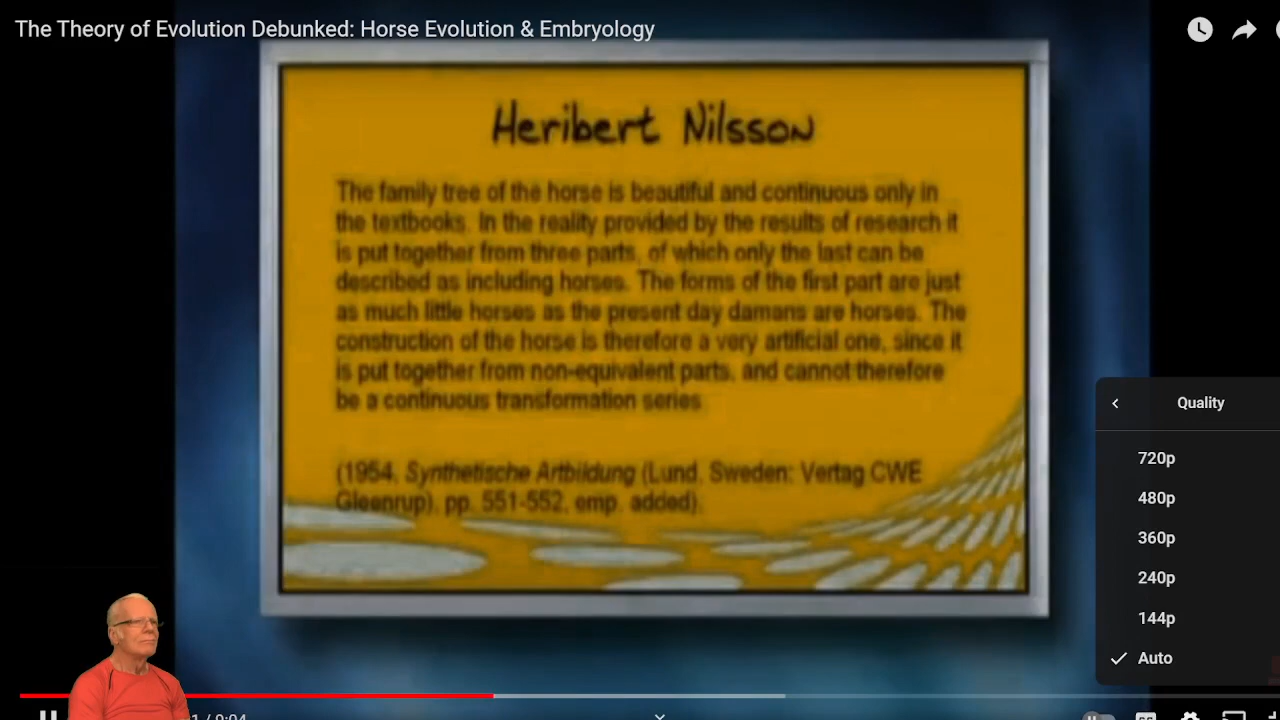 The Theory of Evolution Debunked: Horse Evolution & Embryology
Heribert Nilsson
The family tree of the horse is beautiful and continuous only in
the textbooks. In the reality provided by the results of research it
is put together from three parts, of which only the last can be
described as including horses. The forms of the first part are just
as much little horses as the present day damans are horses. The
construction of the horse is therefore a very artificial one, since it
is put together from non-equivalent parts, and cannot therefore
be a continuous transformation series
(1954, Synthetische Artbildung (Lund, Sweden: Vertag CWE
Gleenrup), pp. 551-552, emp. added).
Quality
720p
480p
360p
240p
144p
Auto